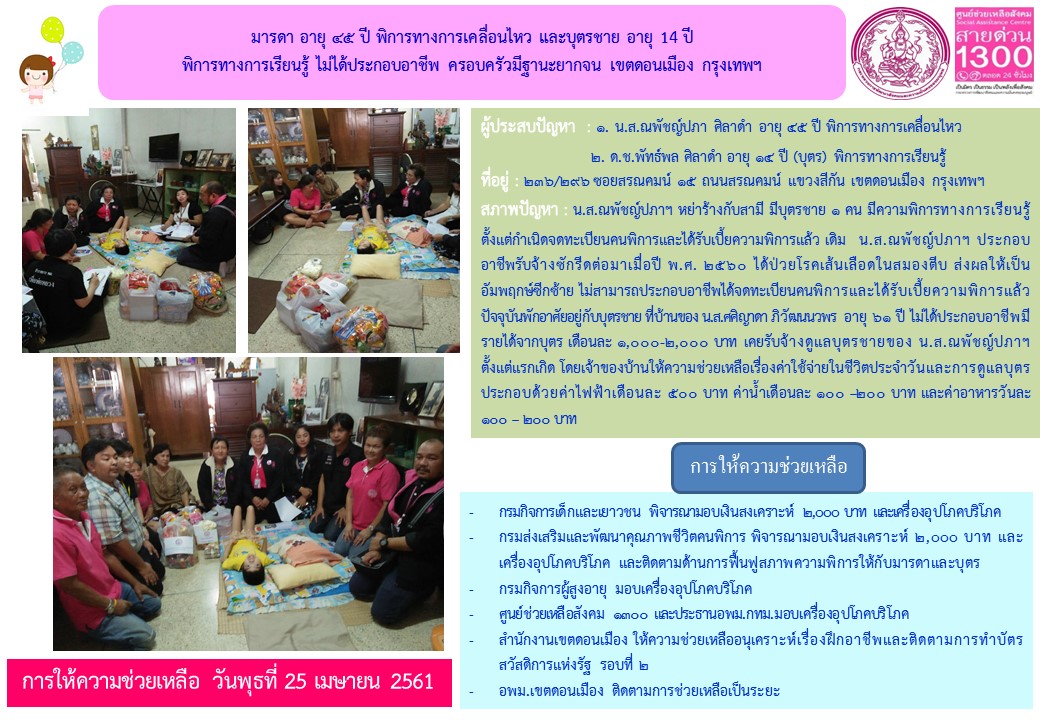 มารดา อายุ ๔๕ ปี พิการทางการเคลื่อนไหว และบุตรชาย อายุ 14 ปี
พิการทางการเรียนรู้ ไม่ได้ประกอบอาชีพ ครอบครัวมีฐานะยากจน เขตดอนเมือง กรุงเทพฯ
ศูนย์ช่วยเหลือสังคม
Social Assistance Center
สายด่วน
1300
ตลอด 24 ชั่วโมง
ผู้ประสบปัญหา : ๑. น.ส.ณพัชญ์ปภา ศิลาดำ อายุ ๔๕ ปี พิการทางการเคลื่อนไหว
๒. ด.ช.พัทธ์พล ศิลาดำ อายุ ๑๔ ปี (บุตร) พิการทางการเรียนรู้
ที่อยู่ : ๒๓๖/๒๙๖ ซอยสรณคมน์ ๑๕ ถนนสรณคมน์ แขวงสีกัน เขตดอนเมือง กรุงเทพฯ
สภาพปัญหา : น.ส.ณพัชญ์ปภาฯ หย่าร้างกับสามี มีบุตรชาย ๑ คน มีความพิการทางการเรียนรู้
ตั้งแต่กำเนิดจดทะเบียนคนพิการและได้รับเบี้ยความพิการแล้ว เดิม น.ส.ณพัชญ์ปภาฯ ประกอบ
อาชีพรับจ้างซักรีดต่อมาเมื่อปี พ.ศ. ๒๕๖๐ ได้ป่วยโรคเส้นเลือดในสมองตีบ ส่งผลให้เป็น
อัมพฤกษ์ซีกซ้าย ไม่สามารถประกอบอาชีพได้จดทะเบียนคนพิการและได้รับเบี้ยความพิการแล้ว
ปัจจุบันพักอาศัยอยู่กับบุตรชาย ที่บ้านของ น.ส.ศศิญาดา ภิวัฒนนวพร อายุ ๖๑ ปี ไม่ได้ประกอบอาชีพมี
รายได้จากบุตร เดือนละ ๑,๐๐๐-๒,๐๐๐ บาท เคยรับจ้างดูแลบุตรชายของ น.ส.ณพัชญ์ปภาฯ
ตั้งแต่แรกเกิด โดยเจ้าของบ้านให้ความช่วยเหลือเรื่องค่าใช้จ่ายในชีวิตประจำวันและการดูแลบุตร
ประกอบด้วยค่าไฟฟ้าเดือนละ ๕๐๐ บาท ค่าน้ำเดือนละ ๑๐๐ –๒๐๐ บาท และค่าอาหารวันละ
๑๐๐ – ๒๐๐ บาท
การให้ความช่วยเหลือ
- กรมกิจการเด็กและเยาวชน พิจารณามอบเงินสงเคราะห์ ๒,๐๐๐ บาท และเครื่องอุปโภคบริโภค
- กรมส่งเสริมและพัฒนาคุณภาพชีวิตคนพิการ พิจารณามอบเงินสงเคราะห์ ๒,๐๐๐ บาท และ
เครื่องอุปโภคบริโภค และติดตามด้านการฟื้นฟูสภาพความพิการให้กับมารดาและบุตร
- กรมกิจการผู้สูงอายุ มอบเครื่องอุปโภคบริโภค
- ศูนย์ช่วยเหลือสังคม ๑๓๐๐ และประธานอพม.กทม.มอบเครื่องอุปโภคบริโภค
- สำนักงานเขตดอนเมือง ให้ความช่วยเหลืออนุเคราะห์เรื่องฝึกอาชีพและติดตามการทำบัตร
สวัสดิการแห่งรัฐ รอบที่ ๒
- อพม.เขตดอนเมือง ติดตามการช่วยเหลือเป็นระยะ
การให้ความช่วยเหลือ วันพุธที่ 25 เมษายน 2561